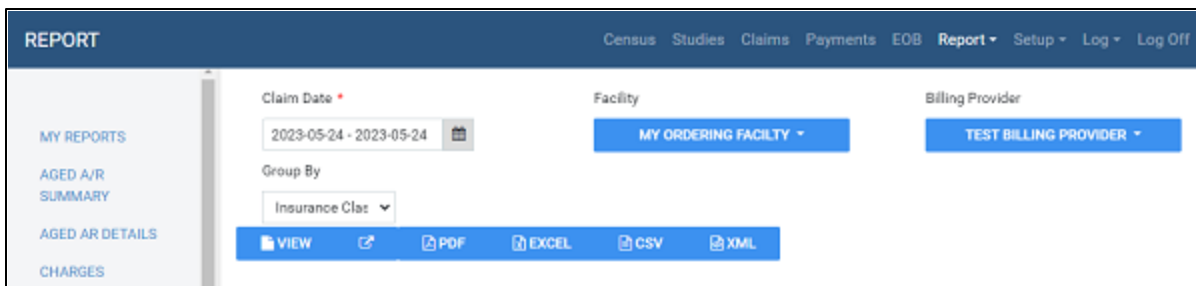 REPORT
Census Studies Claims Payments EOB Report Setup Log Log Off
MY REPORTS
AGED A/R
SUMMARY
AGED AR DETAILS
CHARGES
Claim Date *
2023-05-24 - 2023-05-24
Facility
MY ORDERING FACILTY
Billing Provider
TEST BILLING PROVIDER
Group By
Insurance Clas
VIEW PDF EXCEL CSV XML